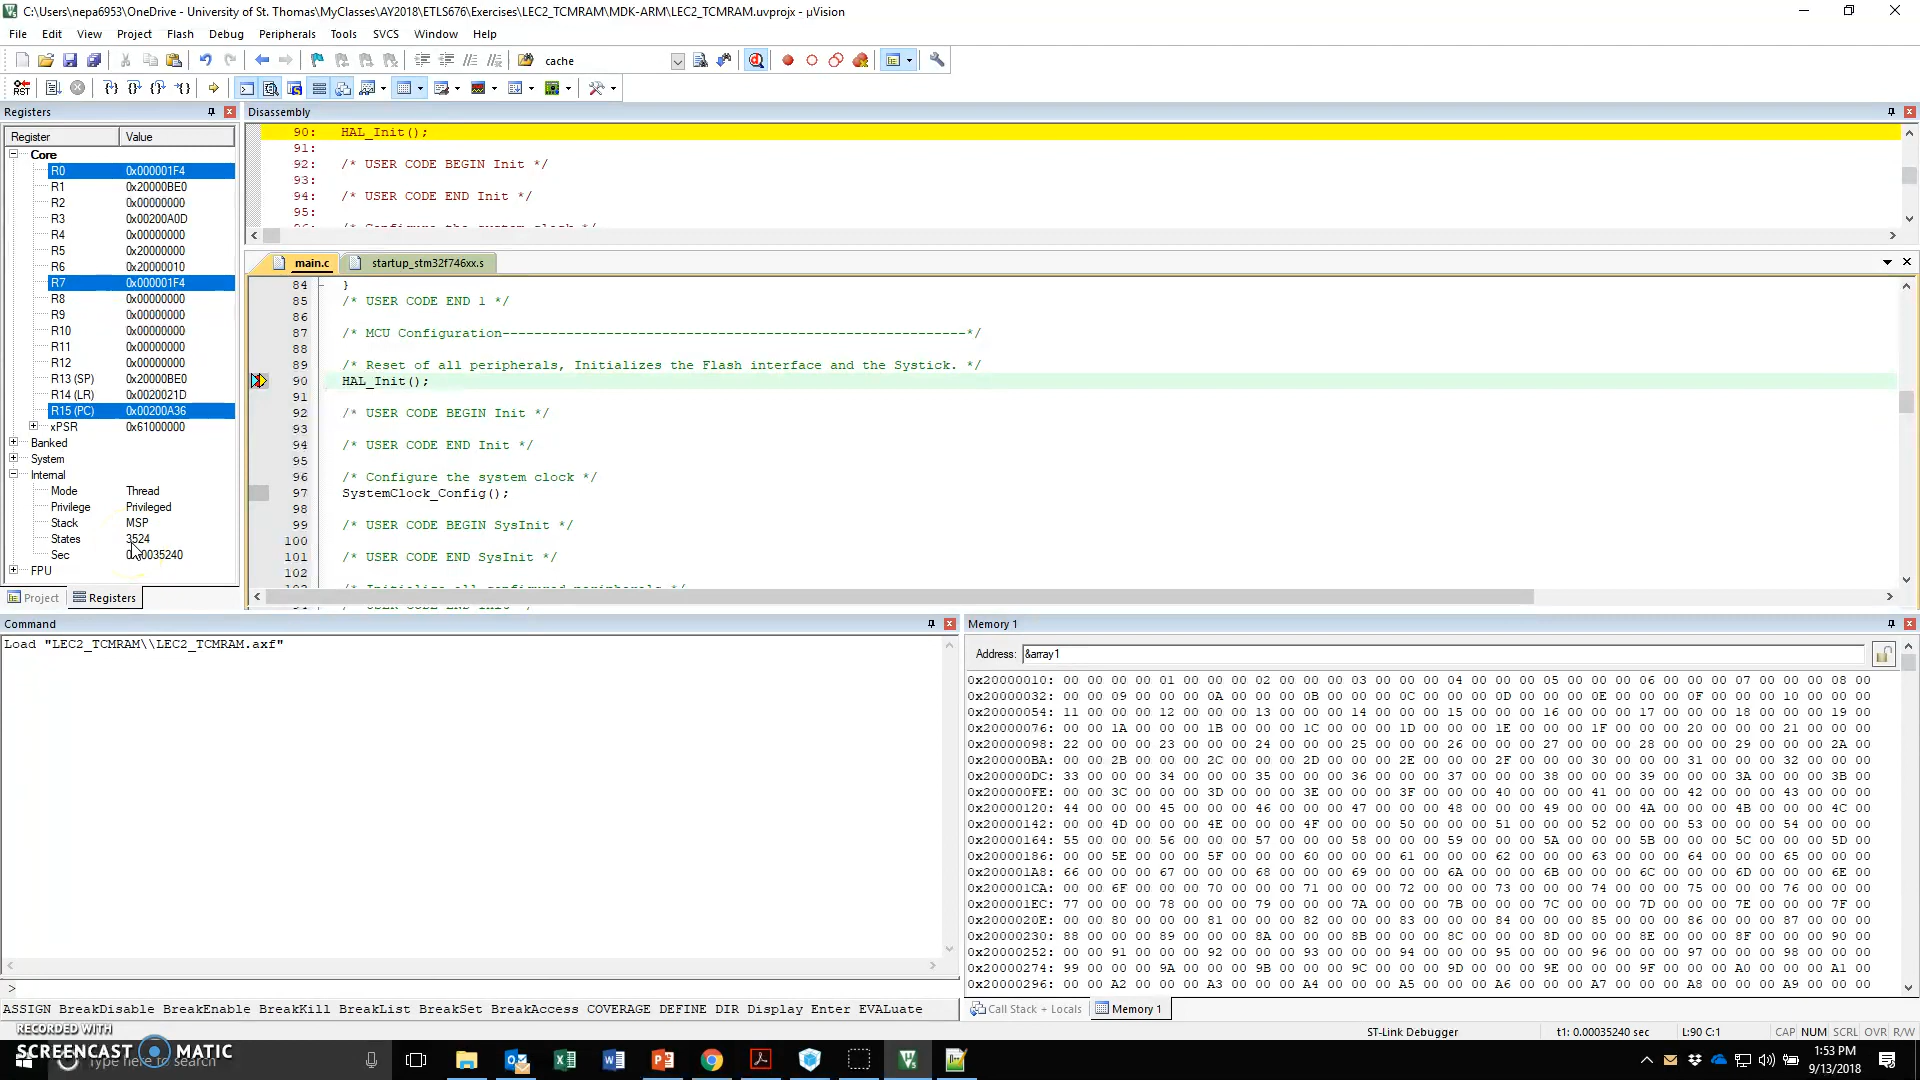 C:\Users\nepa6953\OneDrive - University of St. Thomas\MyClasses\AY2018\ETLS676\Exercises\LEC2_TCMRAM\MDK-ARM\LEC2_TCMRAM.uvprojx - µVision
File Edit View Project Flash Debug Peripherals Tools SVCS Window Help
cache
RST
Registers
Register Value
Core
R0 0x000001F4
R1 0x20000BE0
R2 0x00000000
R3 0x00200A0D
R4 0x00000000
R5 0x20000000
R6 0x20000010
R7 0x000001F4
R8 0x00000000
R9 0x00000000
R10 0x00000000
R11 0x00000000
R12 0x00000000
R13 (SP) 0x20000BE0
R14 (LR) 0x0020021D
R15 (PC) 0x00200A36
xPSR 0x61000000
Banked
System
Internal
Mode Thread
Privilege Privileged
Stack MSP
States 3524
Sec
FPU
Project Registers
Disassembly
90: HAL_Init();
91:
92: /* USER CODE BEGIN Init */
93:
94: /* USER CODE END Init */
95:
main.c startup_stm32f746xx.s
84 }
85 /* USER CODE END 1 */
86
87 /* MCU Configuration----------------------------------------------------------*/
88
89 /* Reset of all peripherals, Initializes the Flash interface and the Systick. */
90 HAL_Init();
91
92 /* USER CODE BEGIN Init */
93
94 /* USER CODE END Init */
95
96 /* Configure the system clock */
97 SystemClock_Config();
98
99 /* USER CODE BEGIN SysInit */
100
101 /* USER CODE END SysInit */
102
Command
Load "LEC2_TCMRAM\\LEC2_TCMRAM.axf"
>
ASSIGN BreakDisable BreakEnable BreakKill BreakList BreakSet BreakAccess COVERAGE DEFINE DIR Display Enter EVALuate
Memory 1
Address: &array1
0x20000010: 00 00 00 00 01 00 00 00 02 00 00 00 03 00 00 00 04 00 00 00 05 00 00 00 06 00 00 00 07 00 00 00 08 00
0x20000032: 00 00 09 00 00 00 0A 00 00 00 0B 00 00 00 0C 00 00 00 0D 00 00 00 0E 00 00 00 0F 00 00 00 10 00 00 00
0x20000054: 11 00 00 00 12 00 00 00 13 00 00 00 14 00 00 00 15 00 00 00 16 00 00 00 17 00 00 00 18 00 00 00 19 00
0x20000076: 00 00 1A 00 00 00 1B 00 00 00 1C 00 00 00 1D 00 00 00 1E 00 00 00 1F 00 00 00 20 00 00 00 21 00 00 00
0x20000098: 22 00 00 00 23 00 00 00 24 00 00 00 25 00 00 00 26 00 00 00 27 00 00 00 28 00 00 00 29 00 00 00 2A 00
0x200000BA: 00 00 2B 00 00 00 2C 00 00 00 2D 00 00 00 2E 00 00 00 2F 00 00 00 30 00 00 00 31 00 00 00 32 00 00 00
0x200000DC: 33 00 00 00 34 00 00 00 35 00 00 00 36 00 00 00 37 00 00 00 38 00 00 00 39 00 00 00 3A 00 00 00 3B 00
0x200000FE: 00 00 3C 00 00 00 3D 00 00 00 3E 00 00 00 3F 00 00 00 40 00 00 00 41 00 00 00 42 00 00 00 43 00 00 00
0x20000120: 44 00 00 00 45 00 00 00 46 00 00 00 47 00 00 00 48 00 00 00 49 00 00 00 4A 00 00 00 4B 00 00 00 4C 00
0x20000142: 00 00 4D 00 00 00 4E 00 00 00 4F 00 00 00 50 00 00 00 51 00 00 00 52 00 00 00 53 00 00 00 54 00 00 00
0x20000164: 55 00 00 00 56 00 00 00 57 00 00 00 58 00 00 00 59 00 00 00 5A 00 00 00 5B 00 00 00 5C 00 00 00 5D 00
0x20000186: 00 00 5E 00 00 00 5F 00 00 00 60 00 00 00 61 00 00 00 62 00 00 00 63 00 00 00 64 00 00 00 65 00 00 00
0x200001A8: 66 00 00 00 67 00 00 00 68 00 00 00 69 00 00 00 6A 00 00 00 6B 00 00 00 6C 00 00 00 6D 00 00 00 6E 00
0x200001CA: 00 00 6F 00 00 00 70 00 00 00 71 00 00 00 72 00 00 00 73 00 00 00 74 00 00 00 75 00 00 00 76 00 00 00
0x200001EC: 77 00 00 00 78 00 00 00 79 00 00 00 7A 00 00 00 7B 00 00 00 7C 00 00 00 7D 00 00 00 7E 00 00 00 7F 00
0x2000020E: 00 00 80 00 00 00 81 00 00 00 82 00 00 00 83 00 00 00 84 00 00 00 85 00 00 00 86 00 00 00 87 00 00 00
0x20000230: 88 00 00 00 89 00 00 00 8A 00 00 00 8B 00 00 00 8C 00 00 00 8D 00 00 00 8E 00 00 00 8F 00 00 00 90 00
0x20000252: 00 00 91 00 00 00 92 00 00 00 93 00 00 00 94 00 00 00 95 00 00 00 96 00 00 00 97 00 00 00 98 00 00 00
0x20000274: 99 00 00 00 9A 00 00 00 9B 00 00 00 9C 00 00 00 9D 00 00 00 9E 00 00 00 9F 00 00 00 A0 00 00 00 A1 00
0x20000296: 00 00 A2 00 00 00 A3 00 00 00 A4 00 00 00 A5 00 00 00 A6 00 00 00 A7 00 00 00 A8 00 00 00 A9 00 00 00
Call Stack + Locals Memory 1
ST-Link Debugger t1: 0.00035240 sec L:90 C:1 CAP NUM SCRL OVR R/W
RECORDED WITH
SCREENCAST MATIC
Type here to search
1:53 PM
9/13/2018